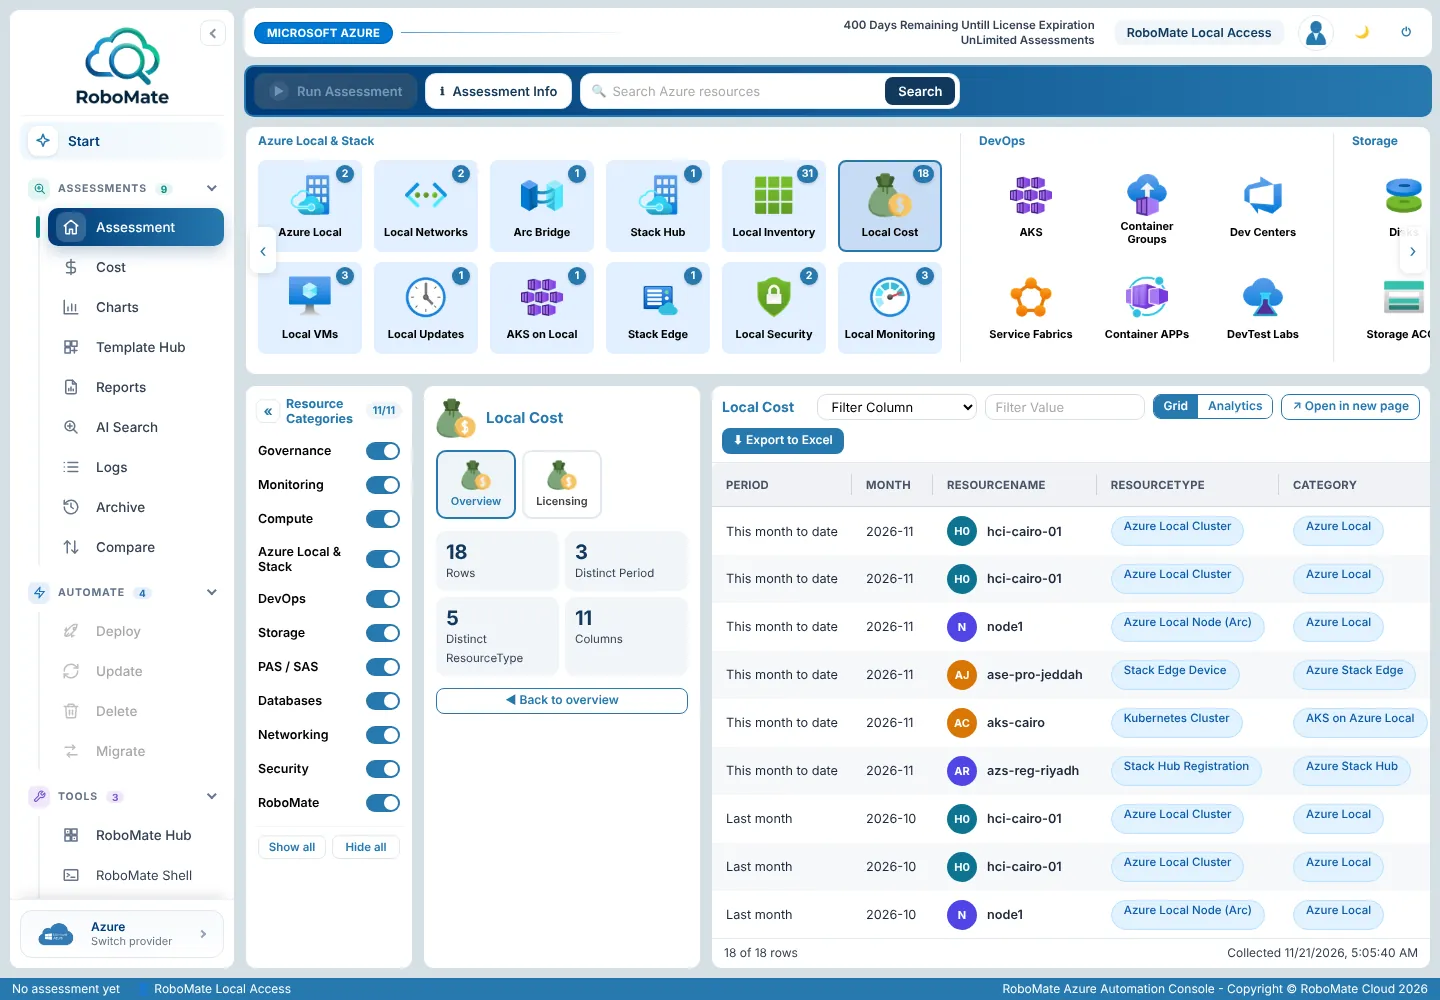 RoboMate
Start
ASSESSMENTS 9
Assessment
Cost
Charts
Template Hub
Reports
AI Search
Logs
Archive
Compare
AUTOMATE 4
Deploy
Update
Delete
Migrate
TOOLS 3
RoboMate Hub
RoboMate Shell
Azure
Switch provider
MICROSOFT AZURE
400 Days Remaining Untill License Expiration
UnLimited Assessments
RoboMate Local Access
Run Assessment
Assessment Info
Search Azure resources
Search
Azure Local & Stack
DevOps
Storage
2
Azure Local
2
Local Networks
1
Arc Bridge
1
Stack Hub
31
Local Inventory
18
Local Cost
AKS
Container
Groups
Dev Centers
Disks
3
Local VMs
1
Local Updates
1
AKS on Local
1
Stack Edge
2
Local Security
3
Local Monitoring
Service Fabrics
Container APPs
DevTest Labs
Storage ACC
Resource
Categories
11/11
Governance
Monitoring
Compute
Azure Local &
Stack
DevOps
Storage
PAS / SAS
Databases
Networking
Security
RoboMate
Show all
Hide all
Local Cost
Overview
Licensing
18
Rows
3
Distinct Period
5
Distinct
ResourceType
11
Columns
◀ Back to overview
Local Cost
Filter Column
Filter Value
Grid
Analytics
↗ Open in new page
⬇ Export to Excel
PERIOD MONTH RESOURCENAME RESOURCETYPE CATEGORY
This month to date 2026-11 H0 hci-cairo-01 Azure Local Cluster Azure Local
This month to date 2026-11 H0 hci-cairo-01 Azure Local Cluster Azure Local
This month to date 2026-11 N node1 Azure Local Node (Arc) Azure Local
This month to date 2026-11 AJ ase-pro-jeddah Stack Edge Device Azure Stack Edge
This month to date 2026-11 AC aks-cairo Kubernetes Cluster AKS on Azure Local
This month to date 2026-11 AR azs-reg-riyadh Stack Hub Registration Azure Stack Hub
Last month 2026-10 H0 hci-cairo-01 Azure Local Cluster Azure Local
Last month 2026-10 H0 hci-cairo-01 Azure Local Cluster Azure Local
Last month 2026-10 N node1 Azure Local Node (Arc) Azure Local
18 of 18 rows
Collected 11/21/2026, 5:05:40 AM
No assessment yet
RoboMate Local Access
RoboMate Azure Automation Console - Copyright © RoboMate Cloud 2026